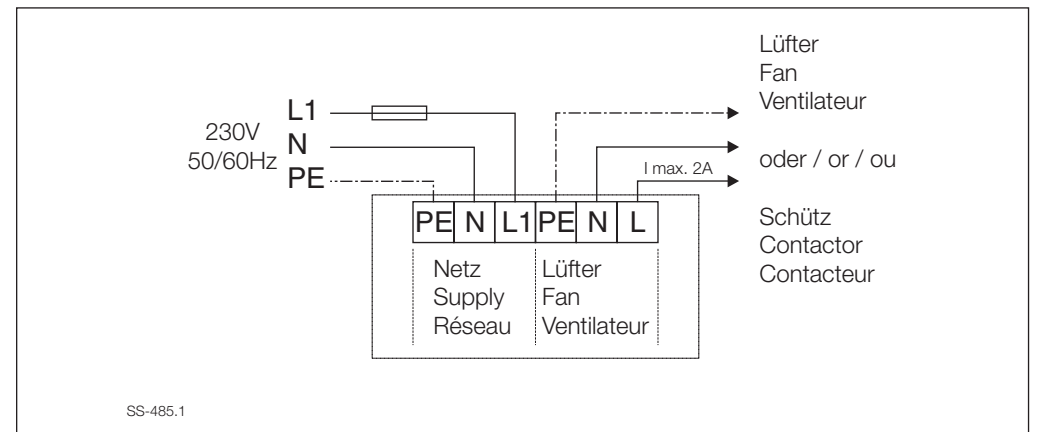 L1
N
PE
230V
50/60Hz
I max. 2A
Lüfter
Fan
Ventilateur
oder / or / ou
Schütz
Contactor
Contacteur
PE N L1 PE N L
Netz
Supply
Réseau
Lüfter
Fan
Ventilateur
SS-485.1